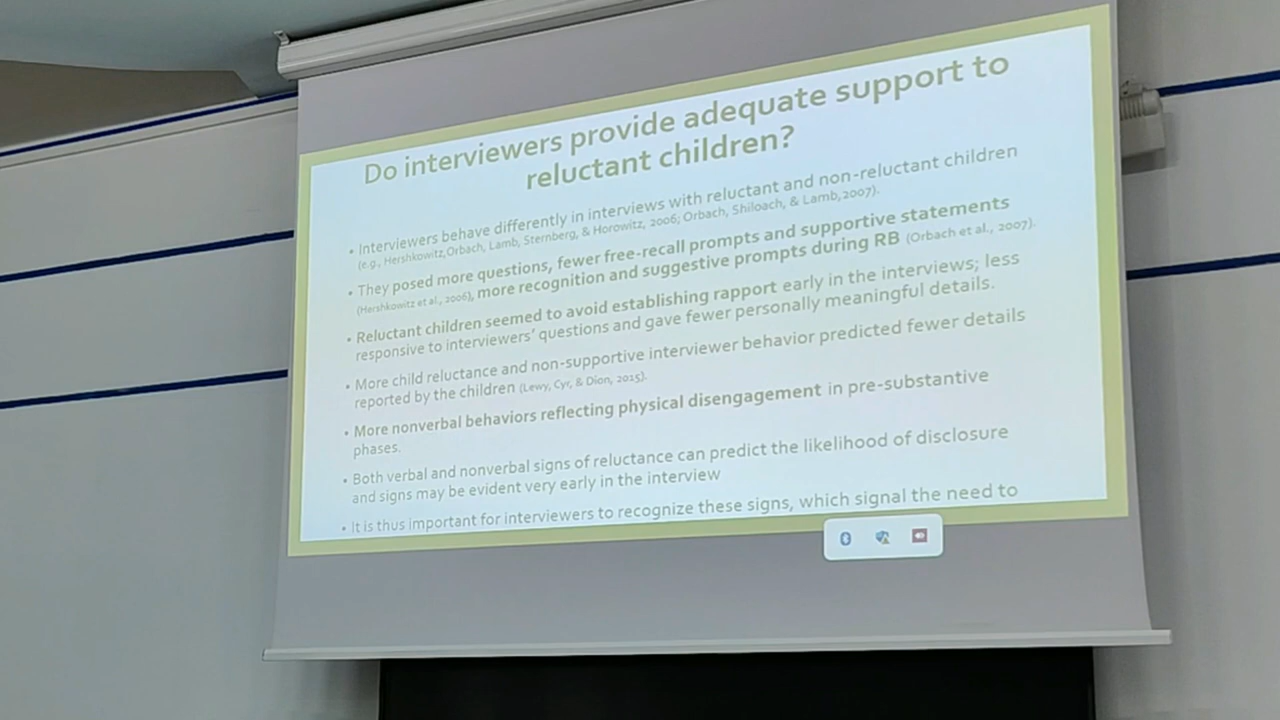 Do interviewers provide adequate support to
reluctant children?
• Interviewers behave differently in interviews with reluctant and non-reluctant children
(e.g., Hershkowitz,Orbach, Lamb, Sternberg, & Horowitz, 2006; Orbach, Shiloach, & Lamb,2007).
• They posed more questions, fewer free-recall prompts and supportive statements
(Hershkowitz et al., 2006), more recognition and suggestive prompts during RB (Orbach et al., 2007).
• Reluctant children seemed to avoid establishing rapport early in the interviews; less
responsive to interviewers' questions and gave fewer personally meaningful details.
• More child reluctance and non-supportive interviewer behavior predicted fewer details
reported by the children (Lewy, Cyr, & Dion, 2015).
• More nonverbal behaviors reflecting physical disengagement in pre-substantive
phases.
• Both verbal and nonverbal signs of reluctance can predict the likelihood of disclosure
and signs may be evident very early in the interview
• It is thus important for interviewers to recognize these signs, which signal the need to